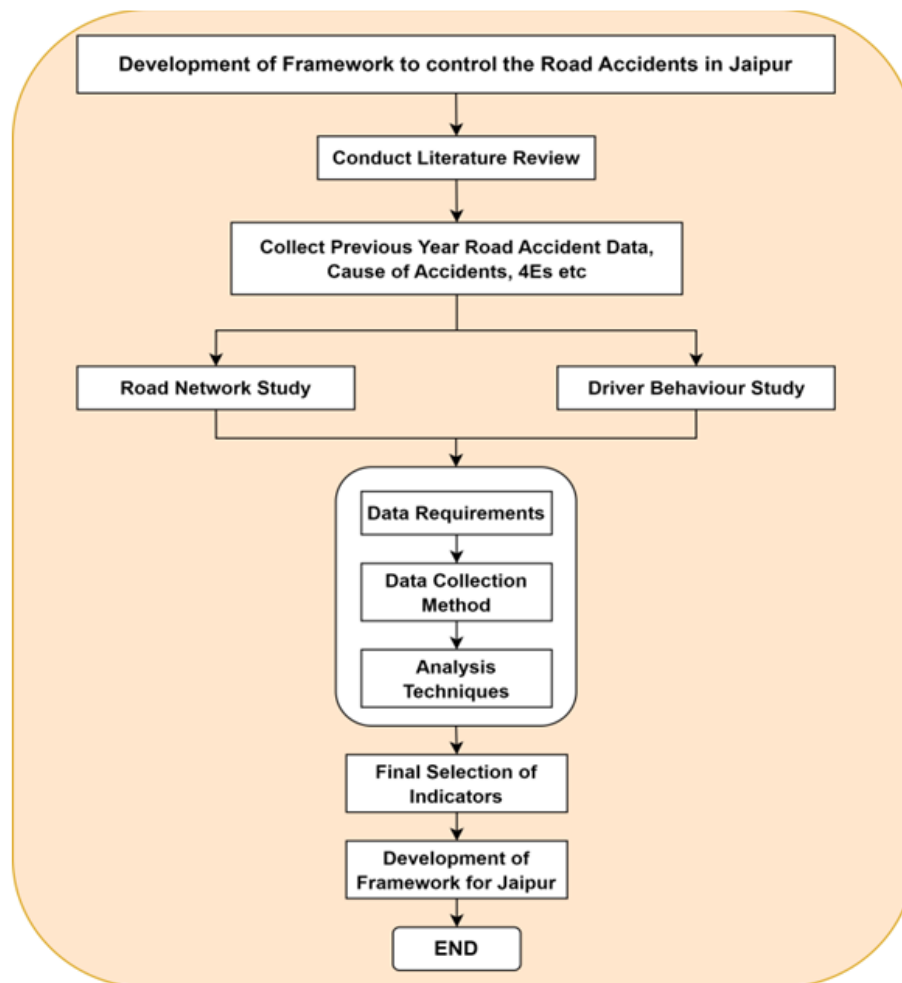 Development of Framework to control the Road Accidents in Jaipur
Conduct Literature Review
Collect Previous Year Road Accident Data,
Cause of Accidents, 4Es etc
Road Network Study
Driver Behaviour Study
Data Requirements
Data Collection
Method
Analysis
Techniques
Final Selection of
Indicators
Development of
Framework for Jaipur
END